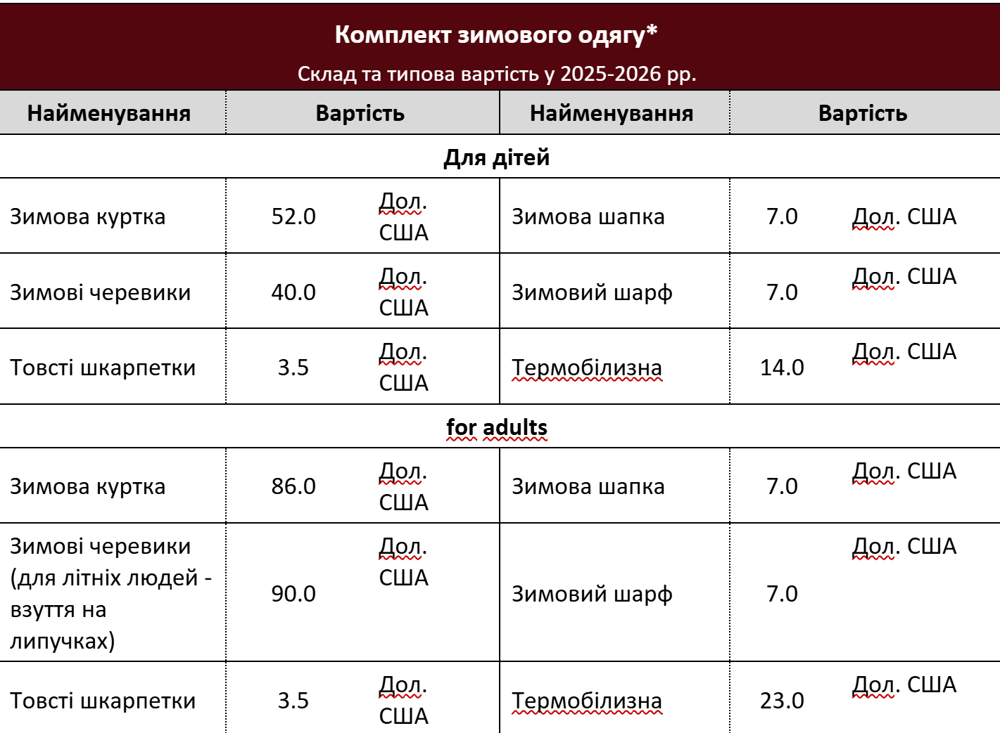 Комплект зимового одягу*
Склад та типова вартість у 2025-2026 рр.
Найменування Вартість Найменування Вартість
Для дітей
Зимова куртка 52.0 Дол. США Зимова шапка 7.0 Дол. США
Зимові черевики 40.0 Дол. США Зимовий шарф 7.0 Дол. США
Товсті шкарпетки 3.5 Дол. США Термобілизна 14.0 Дол. США
for adults
Зимова куртка 86.0 Дол. США Зимова шапка 7.0 Дол. США
Зимові черевики
(для літніх людей -
взуття на
липучках) 90.0 Дол. США Зимовий шарф 7.0 Дол. США
Товсті шкарпетки 3.5 Дол. США Термобілизна 23.0 Дол. США